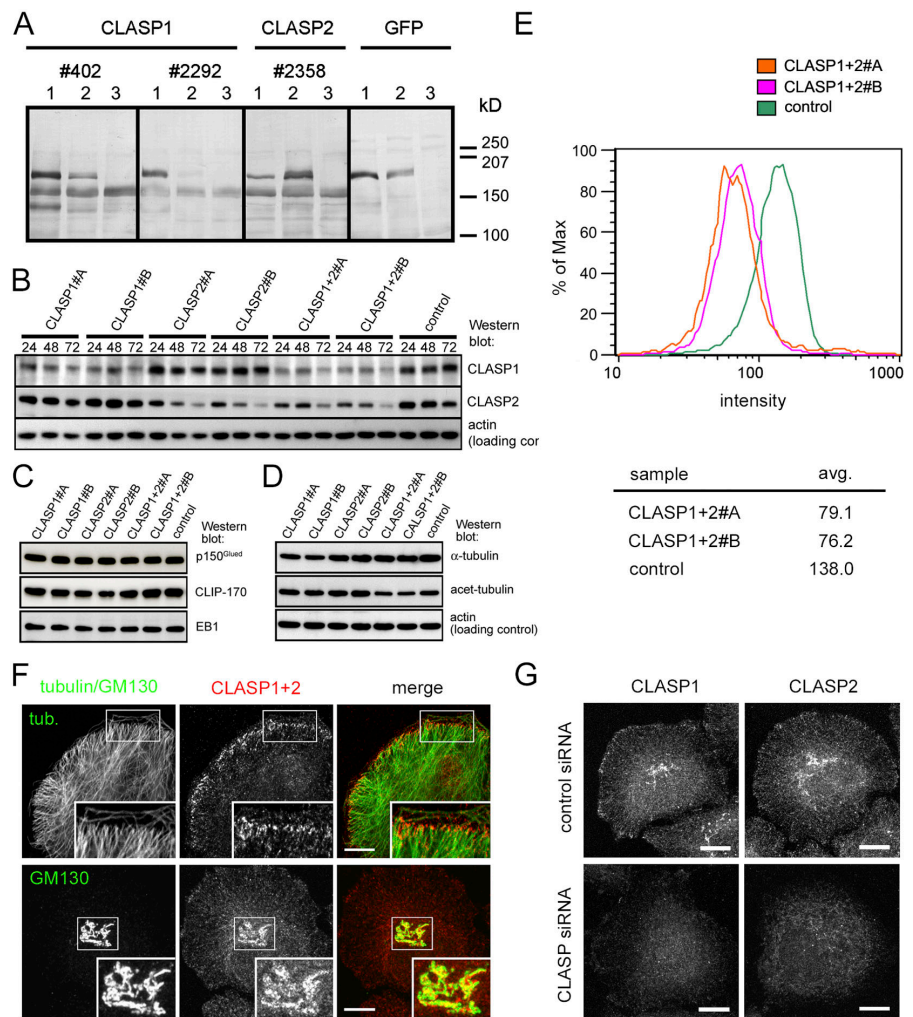 A
CLASP1
CLASP2
GFP
#402
#2292
#2358
1 2 3 1 2 3 1 2 3 1 2 3
kD
250
207
150
100
B
CLASP1#A
CLASP1#B
CLASP2#A
CLASP2#B
CLASP1+2#A
CLASP1+2#B
control
Western
blot:
24 48 72 24 48 72 24 48 72 24 48 72 24 48 72 24 48 72 24 48 72
CLASP1
CLASP2
actin
(loading cor
C
CLASP1#A
CLASP1#B
CLASP2#A
CLASP2#B
CLASP1+2#A
CLASP1+2#B
control
Western
blot:
p150Glued
CLIP-170
EB1
D
CLASP1#A
CLASP1#B
CLASP2#A
CLASP2#B
CLASP1+2#A
CALSP1+2#B
control
Western
blot:
α-tubulin
acet-tubulin
actin
(loading control)
E
CLASP1+2#A
CLASP1+2#B
control
% of Max
100
80
60
40
20
0
10 100 1000
intensity
sample avg.
CLASP1+2#A 79.1
CLASP1+2#B 76.2
control 138.0
F
tubulin/GM130 CLASP1+2 merge
tub.
GM130
G
CLASP1 CLASP2
control siRNA
CLASP siRNA